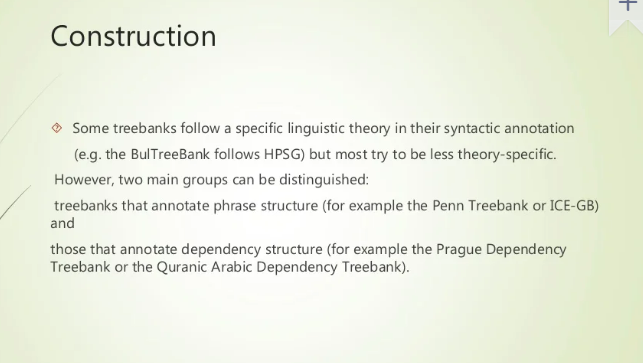 Construction
Some treebanks follow a specific linguistic theory in their syntactic annotation
(e.g. the BulTreeBank follows HPSG) but most try to be less theory-specific.
However, two main groups can be distinguished:
treebanks that annotate phrase structure (for example the Penn Treebank or ICE-GB)
and
those that annotate dependency structure (for example the Prague Dependency
Treebank or the Quranic Arabic Dependency Treebank).